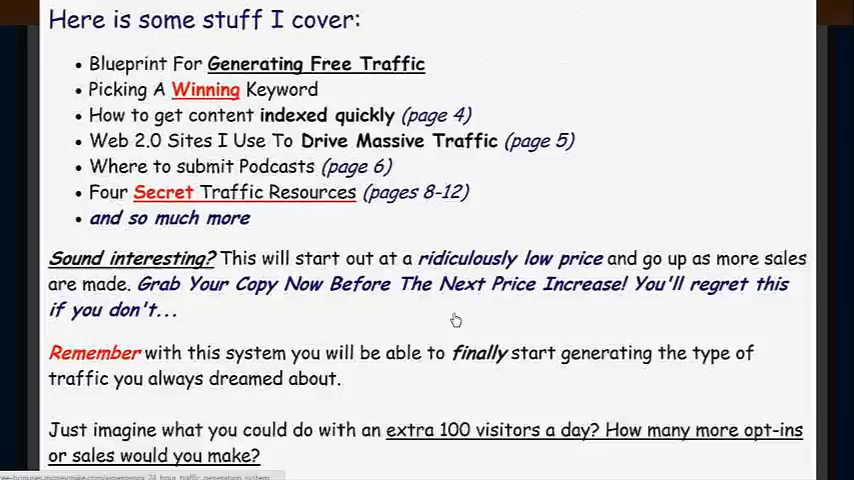 Here is some stuff I cover:
• Blueprint For Generating Free Traffic
• Picking A Winning Keyword
• How to get content indexed quickly (page 4)
• Web 2.0 Sites I Use To Drive Massive Traffic (page 5)
• Where to submit Podcasts (page 6)
• Four Secret Traffic Resources (pages 8-12)
• and so much more
Sound interesting? This will start out at a ridiculously low price and go up as more sales
are made. Grab Your Copy Now Before The Next Price Increase! You'll regret this
if you don't...
Remember with this system you will be able to finally start generating the type of
traffic you always dreamed about.
Just imagine what you could do with an extra 100 visitors a day? How many more opt-ins
or sales would you make?